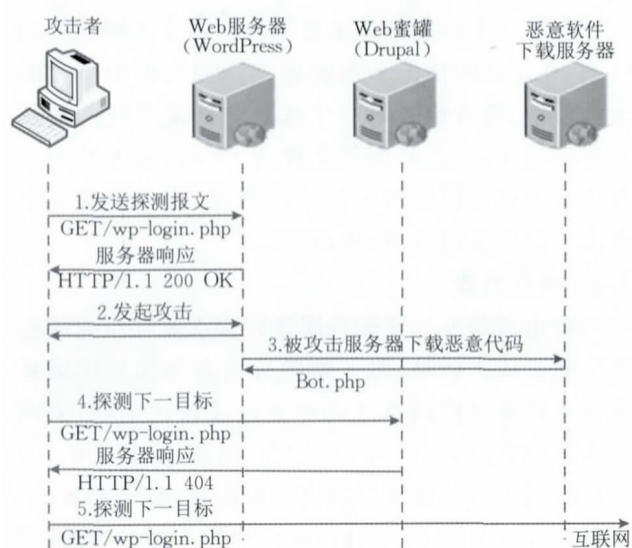 攻击者
Web服务器
(WordPress)
Web蜜罐
(Drupal)
恶意软件
下载服务器
1.发送探测报文
GET/wp-login.php
服务器响应
HTTP/1.1 200 OK
2.发起攻击
3.被攻击服务器下载恶意代码
Bot.php
4.探测下一目标
GET/wp-login.php
服务器响应
HTTP/1.1 404
5.探测下一目标
GET/wp-login.php
互联网